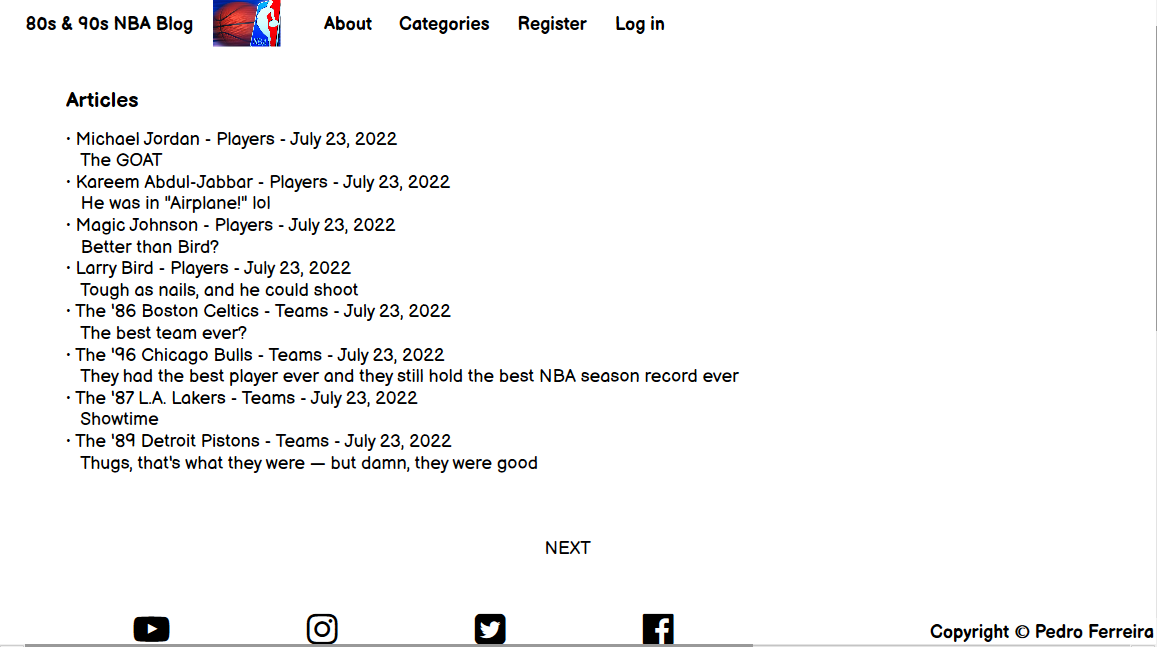 80s & 90s NBA Blog About Categories Register Log in
Articles
· Michael Jordan - Players - July 23, 2022
The GOAT
· Kareem Abdul-Jabbar - Players - July 23, 2022
He was in "Airplane!" lol
· Magic Johnson - Players - July 23, 2022
Better than Bird?
· Larry Bird - Players - July 23, 2022
Tough as nails, and he could shoot
· The '86 Boston Celtics - Teams - July 23, 2022
The best team ever?
· The '96 Chicago Bulls - Teams - July 23, 2022
They had the best player ever and they still hold the best NBA season record ever
· The '87 L.A. Lakers - Teams - July 23, 2022
Showtime
· The '89 Detroit Pistons - Teams - July 23, 2022
Thugs, that's what they were — but damn, they were good
NEXT
Copyright © Pedro Ferreira